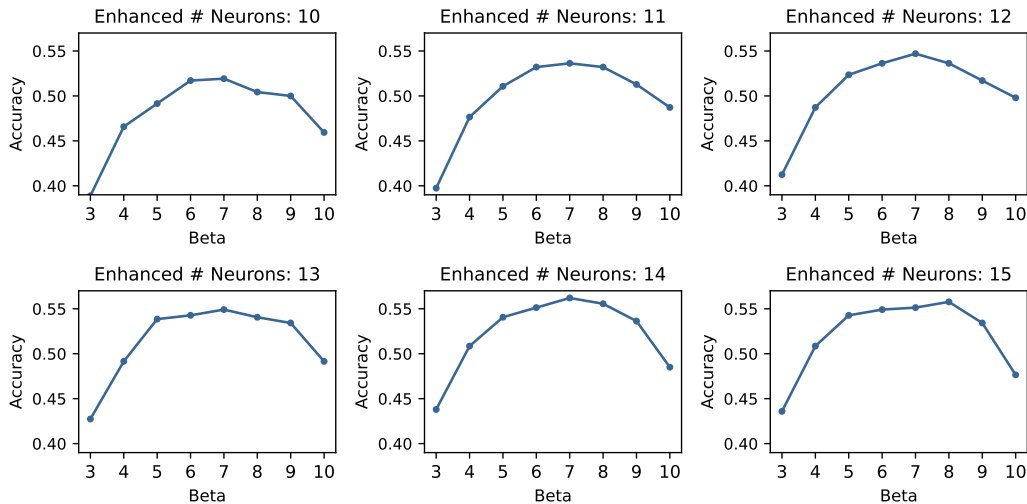 Enhanced # Neurons: 10
Accuracy
0.55
0.50
0.45
0.40
3 4 5 6 7 8 9 10
Beta
Enhanced # Neurons: 11
Accuracy
0.55
0.50
0.45
0.40
3 4 5 6 7 8 9 10
Beta
Enhanced # Neurons: 12
Accuracy
0.55
0.50
0.45
0.40
3 4 5 6 7 8 9 10
Beta
Enhanced # Neurons: 13
Accuracy
0.55
0.50
0.45
0.40
3 4 5 6 7 8 9 10
Beta
Enhanced # Neurons: 14
Accuracy
0.55
0.50
0.45
0.40
3 4 5 6 7 8 9 10
Beta
Enhanced # Neurons: 15
Accuracy
0.55
0.50
0.45
0.40
3 4 5 6 7 8 9 10
Beta